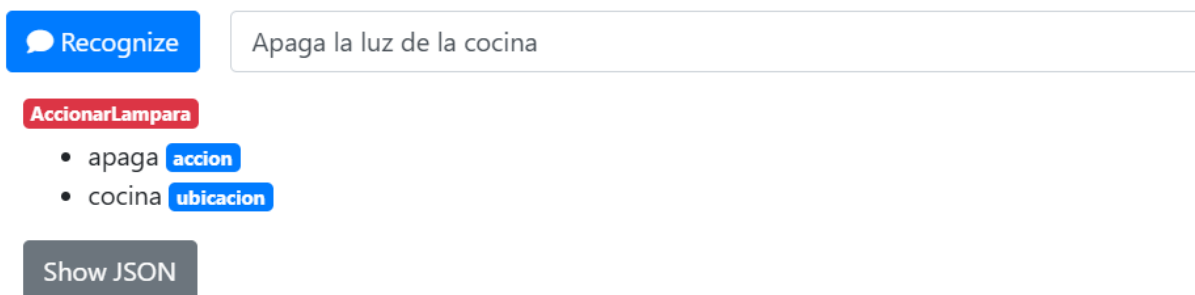 Recognize Apaga la luz de la cocina
AccionarLampara
apaga accion
cocina ubicacion
Show JSON